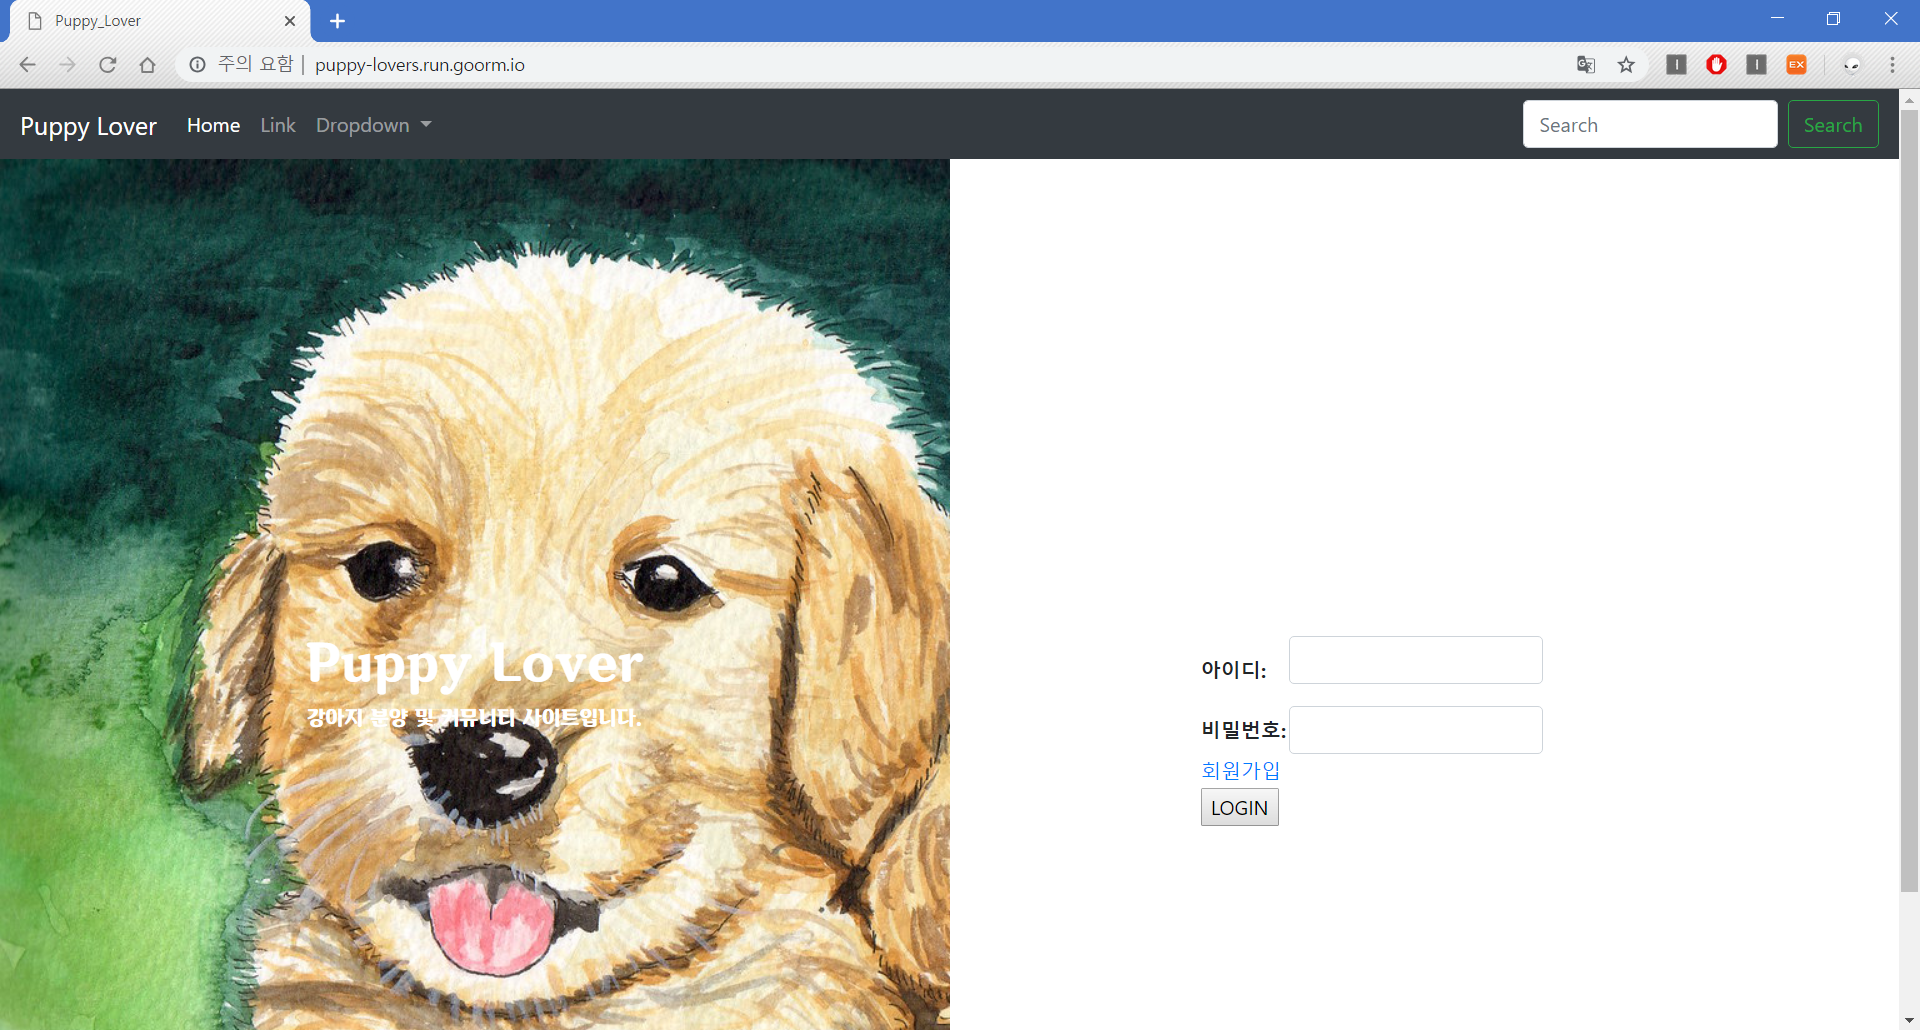 Puppy_Lover
주의 요함 | puppy-lovers.run.goorm.io
EX
Puppy Lover Home Link Dropdown Search Search
Puppy Lover
강아지 분양 및 커뮤니티 사이트입니다.
아이디:
비밀번호:
회원가입
LOGIN